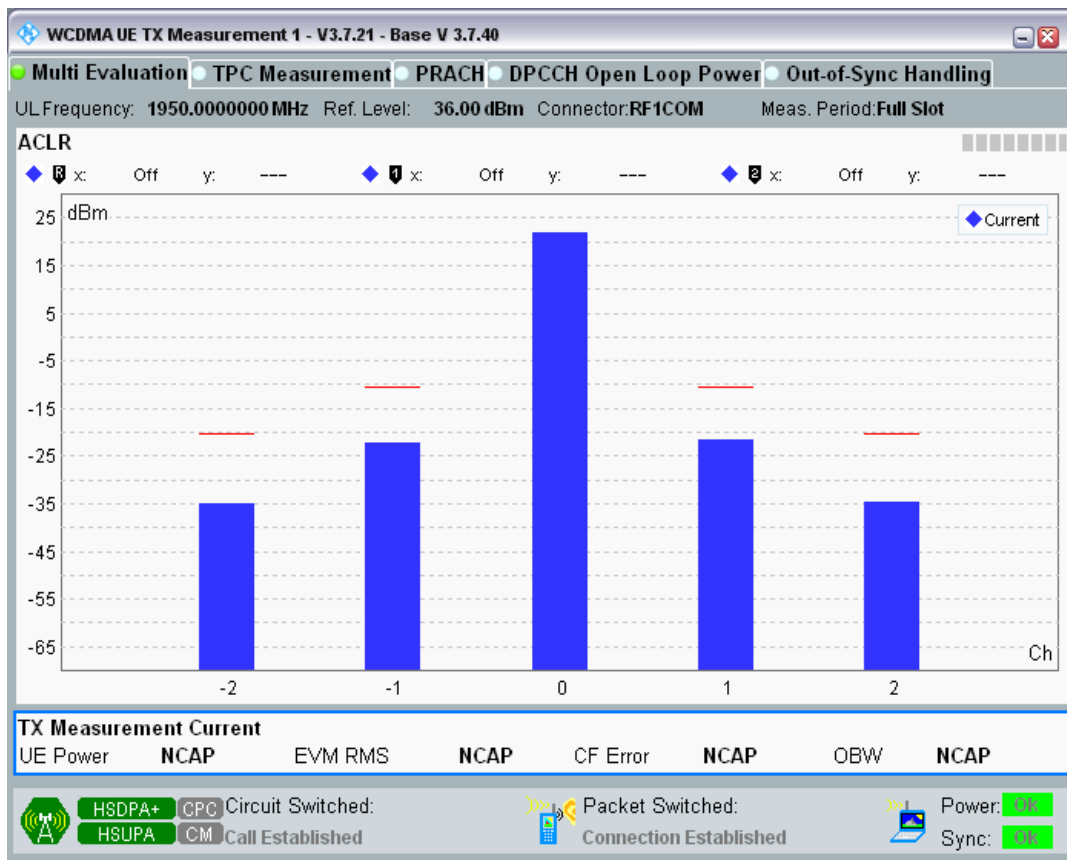 WCDMA UE TX Measurement 1 - V3.7.21 - Base V 3.7.40
Multi Evaluation TPC Measurement PRACH DPCCH Open Loop Power Out-of-Sync Handling
UL Frequency: 1950.0000000 MHz Ref. Level: 36.00 dBm Connector:RF1COM Meas. Period:Full Slot
ACLR
R x: Off y: --- 1 x: Off y: --- 2 x: Off y: ---
dBm
Current
25
15
5
-5
-15
-25
-35
-45
-55
-65
Ch
-2 -1 0 1 2
TX Measurement Current
UE Power NCAP EVM RMS NCAP CF Error NCAP OBW NCAP
HSDPA+ CPC Circuit Switched: Packet Switched: Power: OK
HSUPA CM Call Established Connection Established Sync: OK